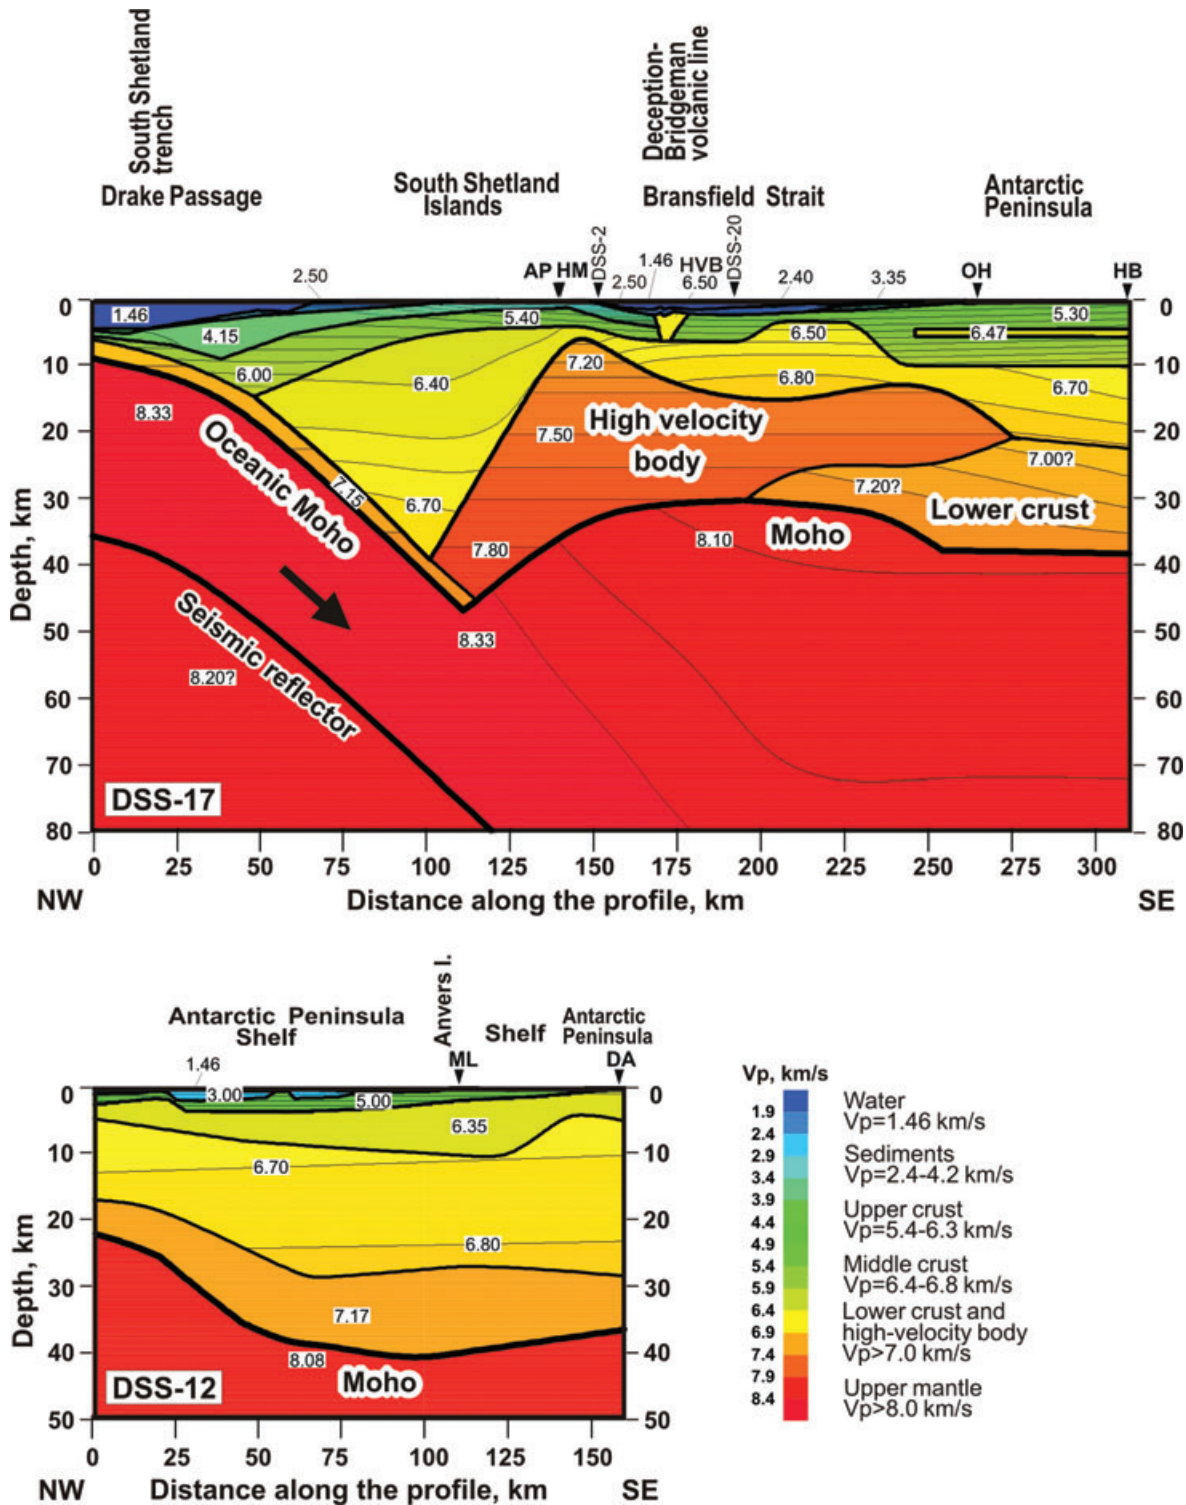 South Shetland
trench
Deception-
Bridgeman
volcanic line
Drake Passage
South Shetland
Islands
Bransfield Strait
Antarctic
Peninsula
2.50
AP HM
DSS-2
2.50
1.46
HVB
6.50
DSS-20
2.40
3.35
OH
HB
0
10
20
30
40
50
60
70
80
Depth, km
1.46
4.15
6.00
5.40
6.40
6.70
7.15
8.33
7.20
7.50
7.80
8.33
6.50
6.80
5.30
6.47
6.70
7.00?
7.20?
8.10
8.20?
Oceanic Moho
Seismic reflector
High velocity
body
Lower crust
Moho
DSS-17
0
10
20
30
40
50
60
70
80
0 25 50 75 100 125 150 175 200 225 250 275 300
NW Distance along the profile, km SE
Antarctic Peninsula
Shelf
Anvers I.
Shelf
Antarctic
Peninsula
1.46
ML
DA
0
10
20
30
40
50
Depth, km
3.00
5.00
6.35
6.70
6.80
7.17
8.08
Moho
DSS-12
0
10
20
30
40
50
0 25 50 75 100 125 150
NW Distance along the profile, km SE
Vp, km/s
1.9
2.4
2.9
3.4
3.9
4.4
4.9
5.4
5.9
6.4
6.9
7.4
7.9
8.4
Water
Vp=1.46 km/s
Sediments
Vp=2.4-4.2 km/s
Upper crust
Vp=5.4-6.3 km/s
Middle crust
Vp=6.4-6.8 km/s
Lower crust and
high-velocity body
Vp>7.0 km/s
Upper mantle
Vp>8.0 km/s